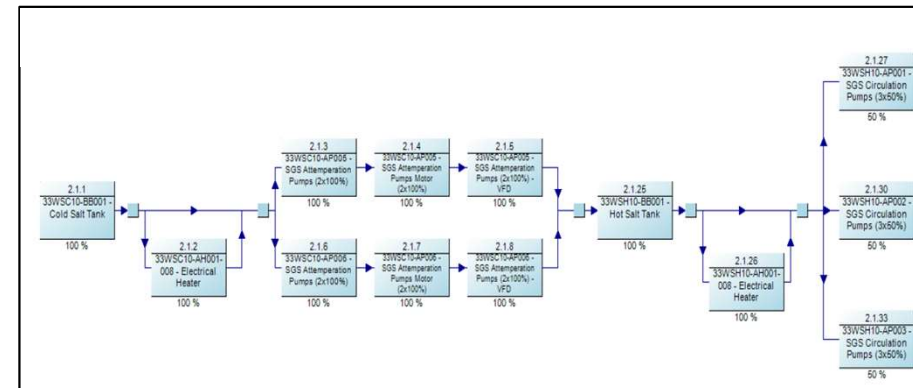 2.1.1
33WSC10-BB001 -
Cold Salt Tank
100 %
2.1.2
33WSC10-AH001-
008 - Electrical
Heater
100 %
2.1.3
33WSC10-AP005 -
SGS Attemperation
Pumps (2x100%)
100 %
2.1.4
33WSC10-AP005 -
SGS Attemperation
Pumps Motor
(2x100%)
100 %
2.1.5
33WSC10-AP005 -
SGS Attemperation
Pumps (2x100%) -
VFD
100 %
2.1.6
33WSC10-AP006 -
SGS Attemperation
Pumps (2x100%)
100 %
2.1.7
33WSC10-AP006 -
SGS Attemperation
Pumps Motor
(2x100%)
100 %
2.1.8
33WSC10-AP006 -
SGS Attemperation
Pumps (2x100%) -
VFD
100 %
2.1.25
33WSH10-BB001 -
Hot Salt Tank
100 %
2.1.26
33WSH10-AH001-
008 - Electrical
Heater
100 %
2.1.27
33WSH10-AP001 -
SGS Circulation
Pumps (3x50%)
50 %
2.1.30
33WSH10-AP002 -
SGS Circulation
Pumps (3x50%)
50 %
2.1.33
33WSH10-AP003 -
SGS Circulation
Pumps (3x50%)
50 %